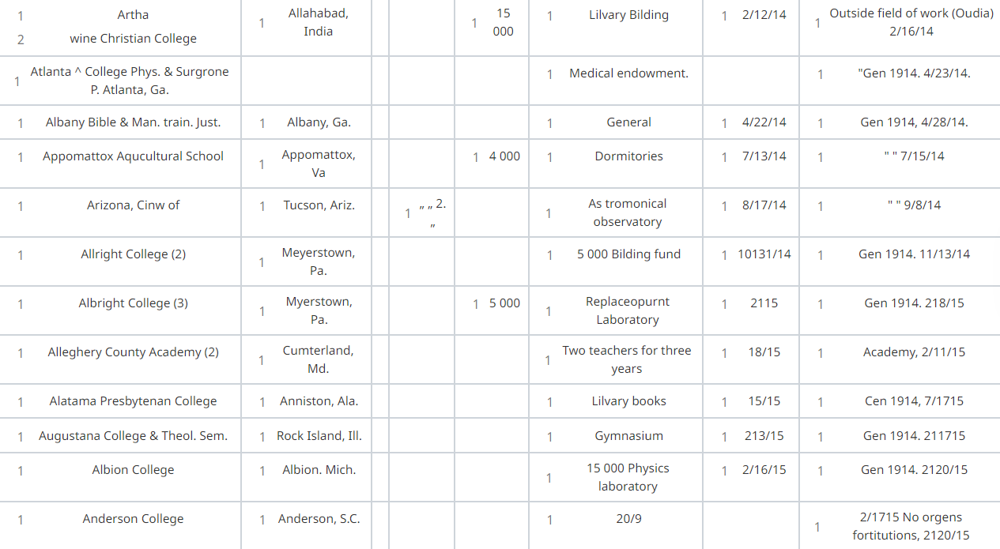 1 Artha
2 wine Christian College
1 Allahabad,
India
1 15
000
1 Lilvary Bilding
1 2/12/14
1 Outside field of work (Oudia)
2/16/14
1 Atlanta ^ College Phys. & Surgrone
P. Atlanta, Ga.
1 Medical endowment.
1 "Gen 1914. 4/23/14.
1 Albany Bible & Man. train. Just.
1 Albany, Ga.
1 General
1 4/22/14
1 Gen 1914, 4/28/14.
1 Appomattox Aqucultural School
1 Appomattox,
Va
1 4 000
1 Dormitories
1 7/13/14
1 " " 7/15/14
1 Arizona, Cinw of
1 Tucson, Ariz.
1 „ „ 2.
„
1 As tromonical
observatory
1 8/17/14
1 " " 9/8/14
1 Allright College (2)
1 Meyerstown,
Pa.
1 5 000 Bilding fund
1 10131/14
1 Gen 1914. 11/13/14
1 Albright College (3)
1 Myerstown,
Pa.
1 5 000
1 Replaceopurnt
Laboratory
1 2115
1 Gen 1914. 218/15
1 Alleghery County Academy (2)
1 Cumterland,
Md.
1 Two teachers for three
years
1 18/15
1 Academy, 2/11/15
1 Alatama Presbytenan College
1 Anniston, Ala.
1 Lilvary books
1 15/15
1 Cen 1914, 7/1715
1 Augustana College & Theol. Sem.
1 Rock Island, Ill.
1 Gymnasium
1 213/15
1 Gen 1914. 211715
1 Albion College
1 Albion. Mich.
1 15 000 Physics
laboratory
1 2/16/15
1 Gen 1914. 2120/15
1 Anderson College
1 Anderson, S.C.
1 20/9
1 2/1715 No orgens
fortitutions, 2120/15